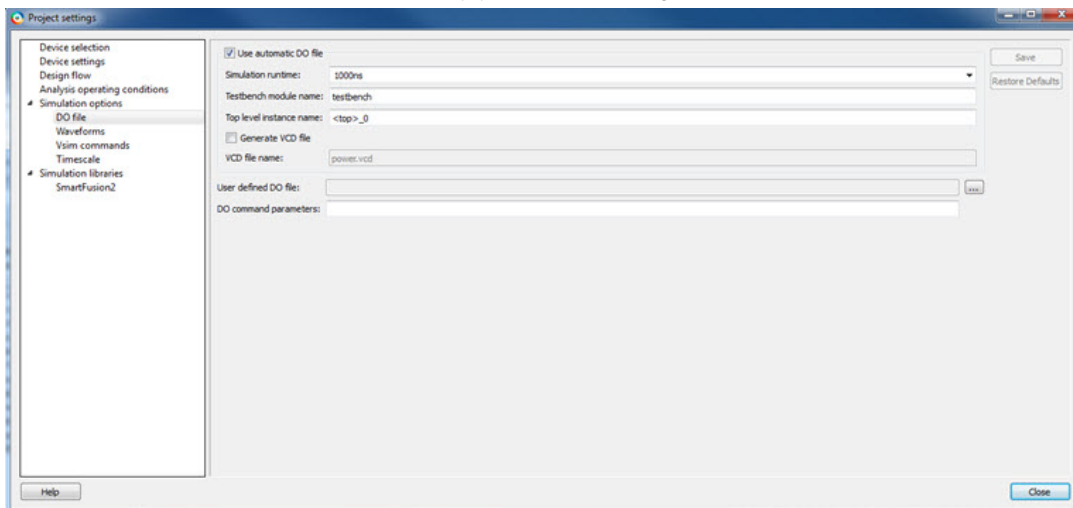 Project settings
Device selection
Device settings
Design flow
Analysis operating conditions
Simulation options
DO file
Waveforms
Vsim commands
Timescale
Simulation libraries
SmartFusion2
Use automatic DO file
Simulation runtime: 1000ns
Testbench module name: testbench
Top level instance name: <top>_0
Generate VCD file
VCD file name: power.vcd
User defined DO file: ...
DO command parameters:
Save
Restore Defaults
Help
Close